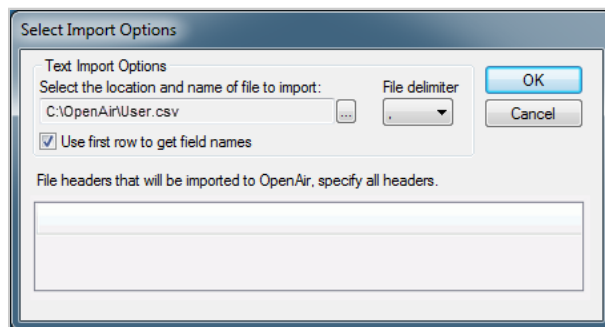 Select Import Options
Text Import Options
Select the location and name of file to import:
File delimiter
C:\OpenAir\User.csv
...
,
Use first row to get field names
OK
Cancel
File headers that will be imported to OpenAir, specify all headers.